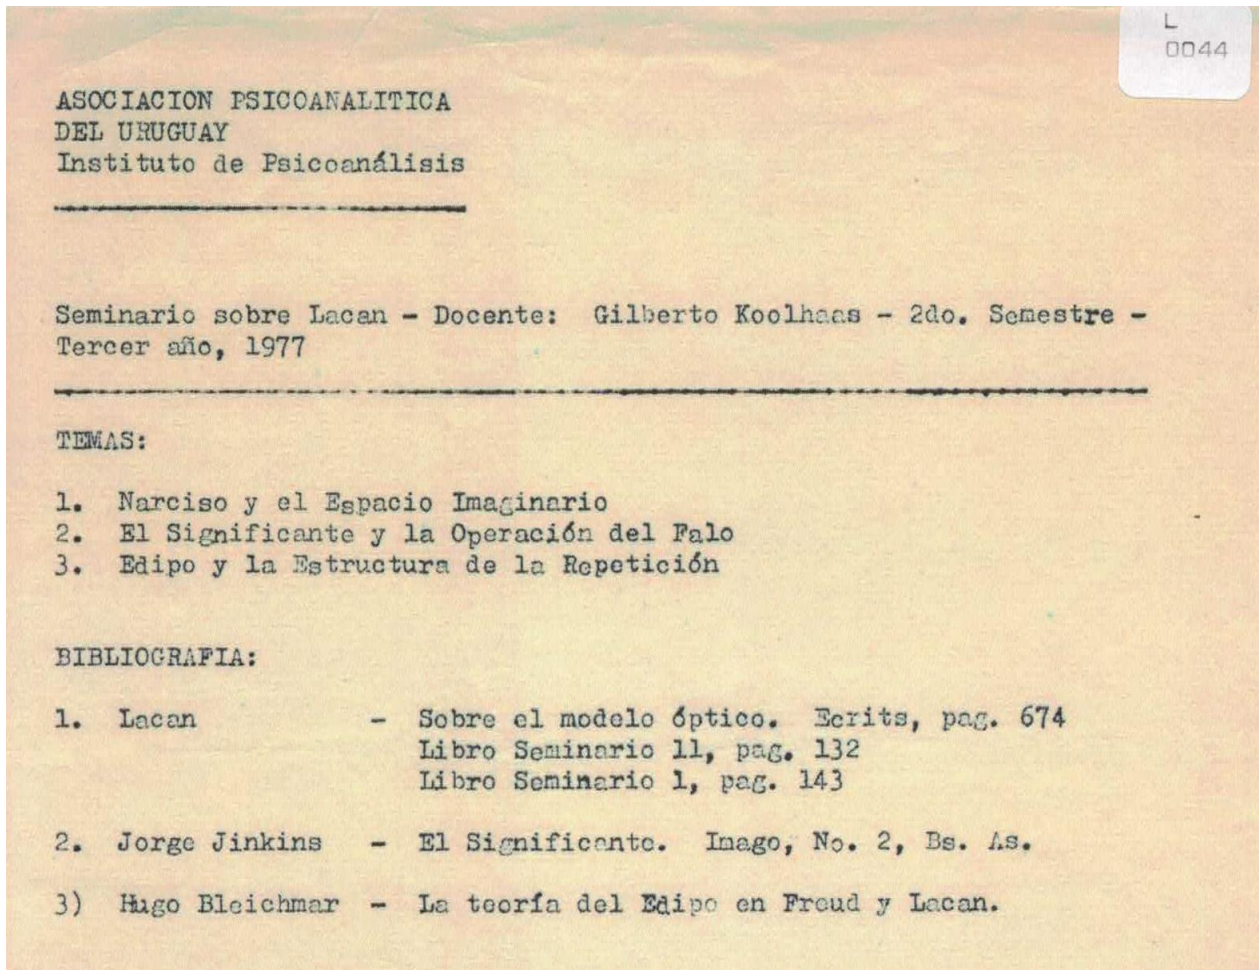 L
0044
ASOCIACION PSICOANALITICA
DEL URUGUAY
Instituto de Psicoanálisis
Seminario sobre Lacan - Docente: Gilberto Koolhaas - 2do. Semestre -
Tercer año, 1977
TEMAS:
1. Narciso y el Espacio Imaginario
2. El Significante y la Operación del Falo
3. Edipo y la Estructura de la Repetición
BIBLIOGRAFIA:
1. Lacan - Sobre el modelo óptico. Ecrits, pag. 674
Libro Seminario 11, pag. 132
Libro Seminario 1, pag. 143
2. Jorge Jinkins - El Significante. Imago, No. 2, Bs. As.
3) Hugo Bleichmar - La teoría del Edipo en Freud y Lacan.